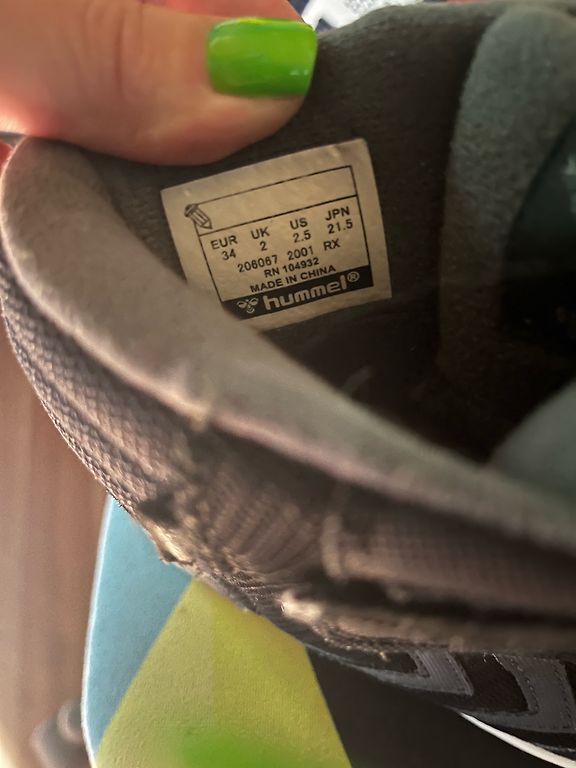 EUR UK US JPN
34 2 2.5 21.5
206067 2001 RX
RN 104932
MADE IN CHINA
hummel®